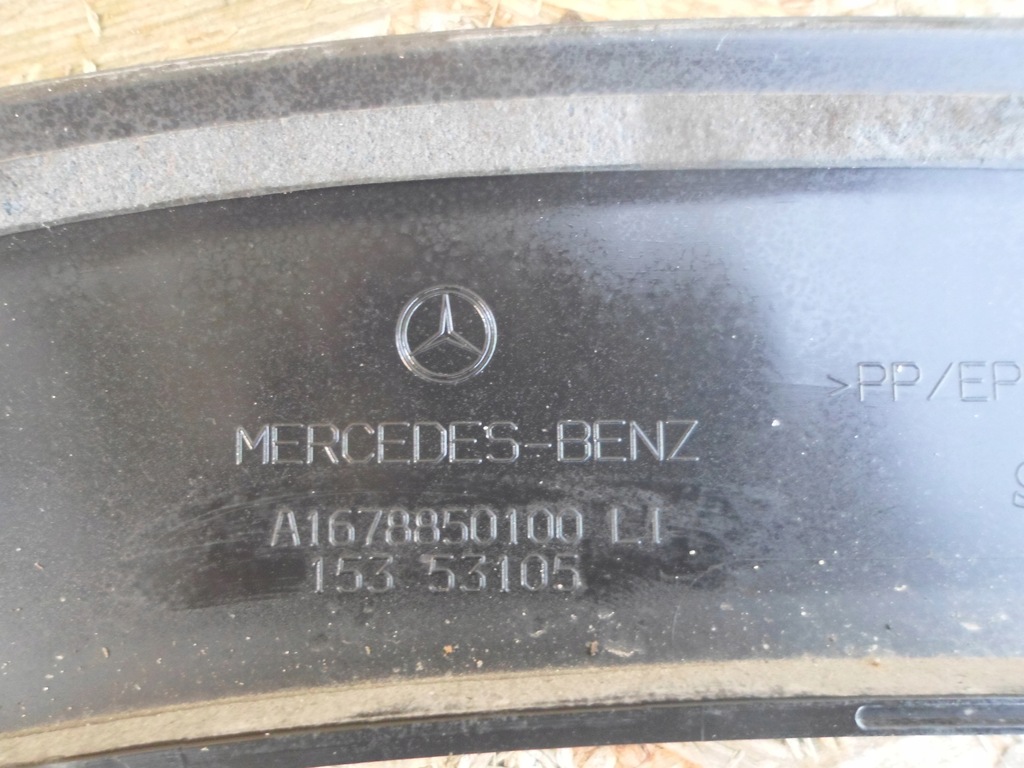 >PP/EP
MERCEDES-BENZ
A1678850100 LI
153 53105